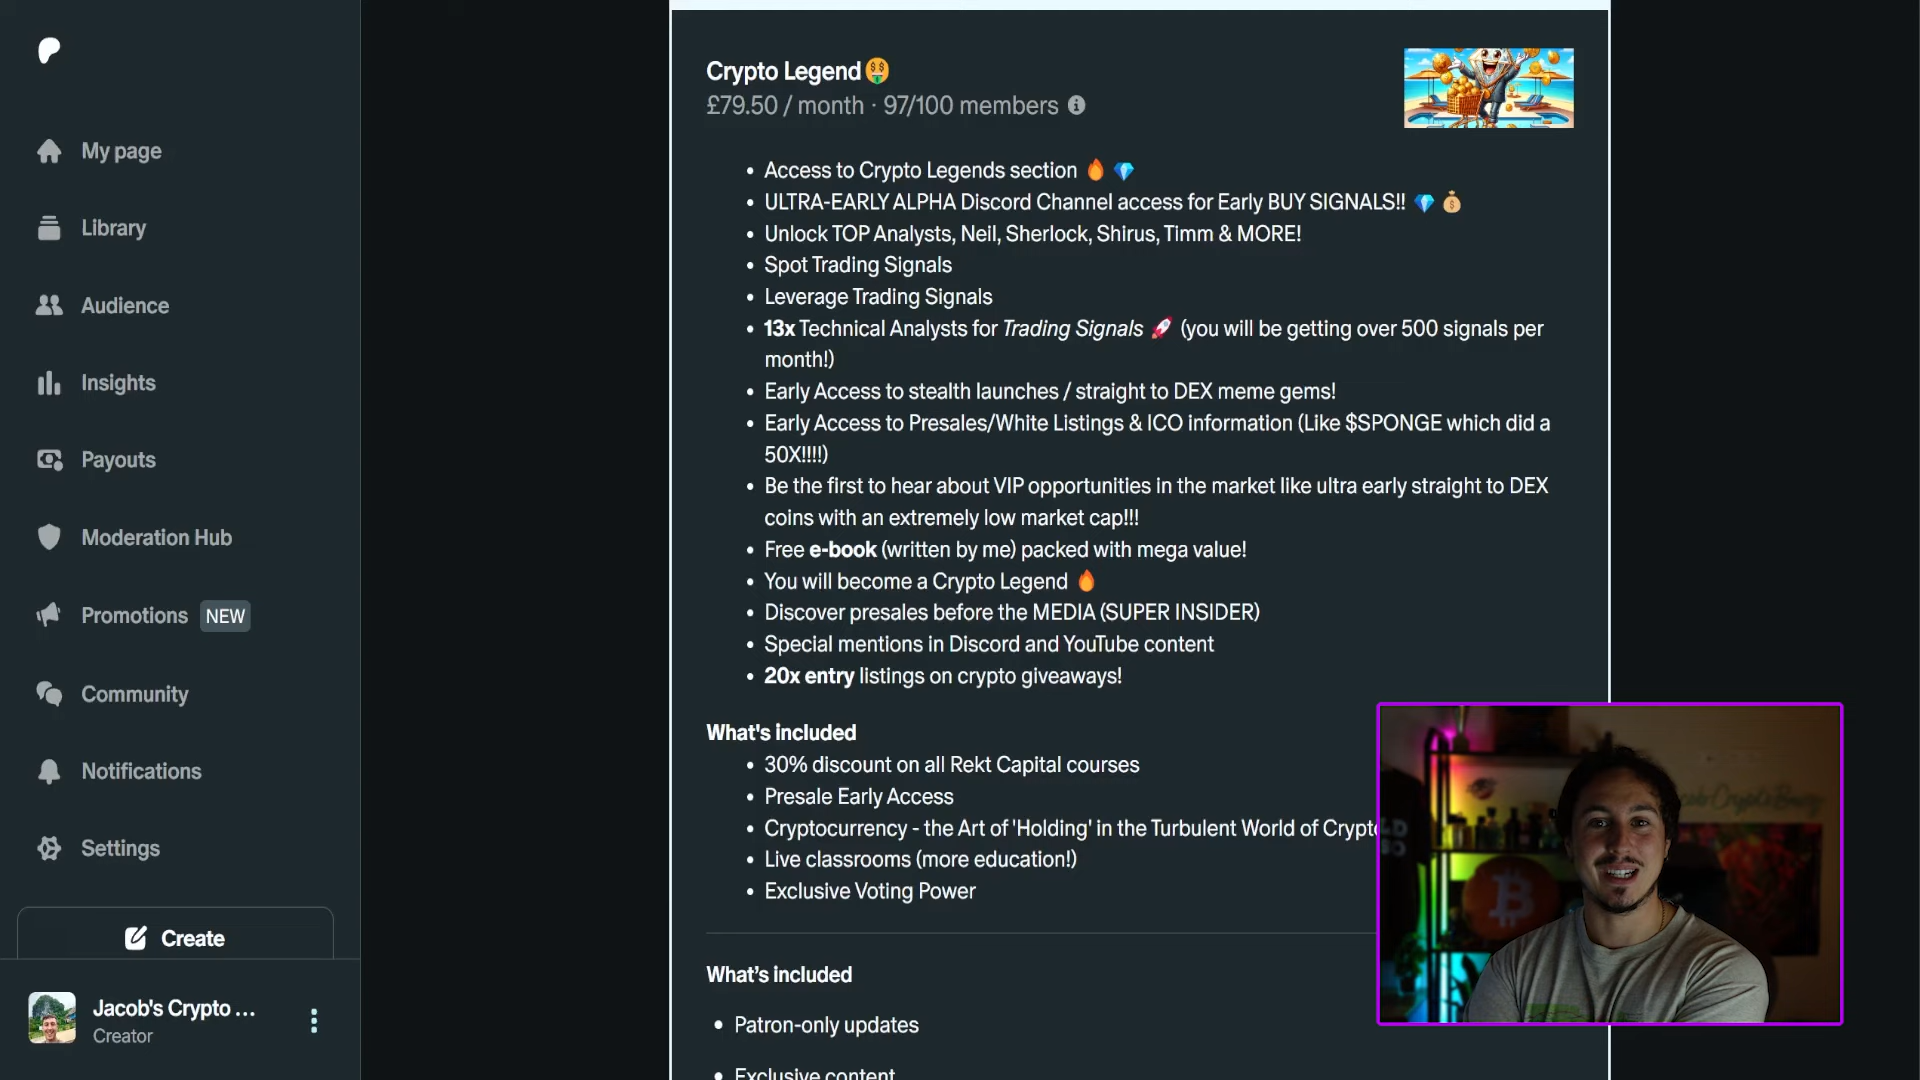 My page
Library
Audience
Insights
Payouts
Moderation Hub
Promotions NEW
Community
Notifications
Settings
Create
Jacob's Crypto ...
Creator
Crypto Legend🤑
£79.50 / month · 97/100 members
• Access to Crypto Legends section 🔥 💎
• ULTRA-EARLY ALPHA Discord Channel access for Early BUY SIGNALS!! 💎 💰
• Unlock TOP Analysts, Neil, Sherlock, Shirus, Timm & MORE!
• Spot Trading Signals
• Leverage Trading Signals
• 13x Technical Analysts for Trading Signals 🚀 (you will be getting over 500 signals per
month!)
• Early Access to stealth launches / straight to DEX meme gems!
• Early Access to Presales/White Listings & ICO information (Like $SPONGE which did a
50X!!!!)
• Be the first to hear about VIP opportunities in the market like ultra early straight to DEX
coins with an extremely low market cap!!!
• Free e-book (written by me) packed with mega value!
• You will become a Crypto Legend 🔥
• Discover presales before the MEDIA (SUPER INSIDER)
• Special mentions in Discord and YouTube content
• 20x entry listings on crypto giveaways!
What's included
• 30% discount on all Rekt Capital courses
• Presale Early Access
• Cryptocurrency - the Art of 'Holding' in the Turbulent World of Crypto
• Live classrooms (more education!)
• Exclusive Voting Power
What's included
• Patron-only updates
• Exclusive content